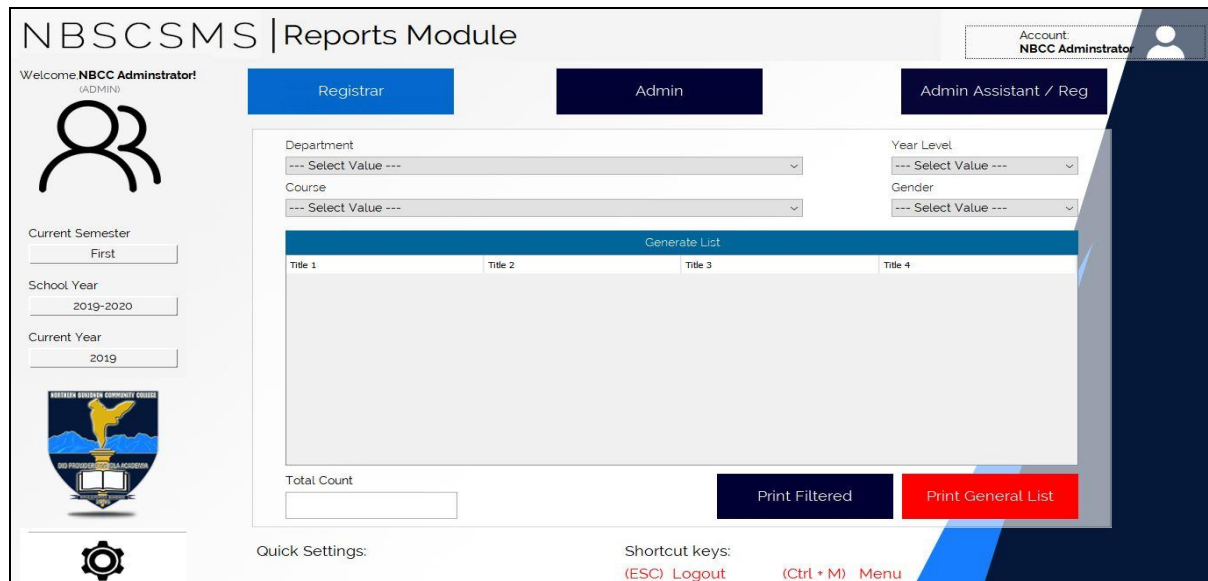 NBSCSMS | Reports Module
Account:
NBCC Adminstrator
Welcome,NBCC Adminstrator!
(ADMIN)
Registrar
Admin
Admin Assistant / Reg
Department
Year Level
--- Select Value ---
--- Select Value ---
Course
Gender
--- Select Value ---
--- Select Value ---
Current Semester
First
School Year
2019-2020
Current Year
2019
Generate List
Title 1 Title 2 Title 3 Title 4
NORTHERN BUKIDNON COMMUNITY COLLEGE
Total Count
Print Filtered
Print General List
Quick Settings:
Shortcut keys:
(ESC) Logout (Ctrl + M) Menu